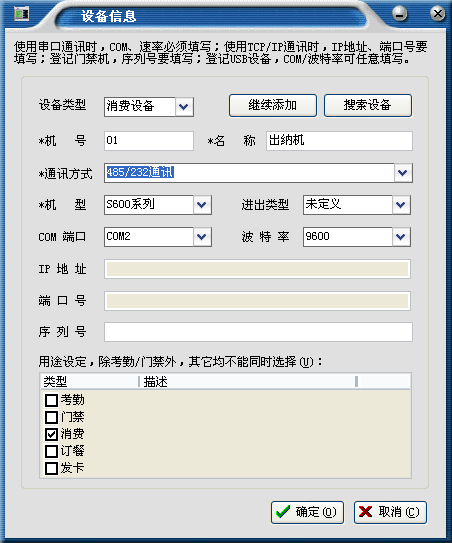 设备信息
使用串口通讯时，COM、速率必须填写；使用TCP/IP通讯时，IP地址、端口号要
填写；登记门禁机，序列号要填写；登记USB设备，COM/波特率可任意填写。
设备类型 消费设备 继续添加 搜索设备
*机 号 01 *名 称 出纳机
*通讯方式 485/232通讯
*机 型 S600系列 进出类型 未定义
COM 端口 COM2 波 特 率 9600
IP 地 址
端 口 号
序 列 号
用途设定，除考勤/门禁外，其它均不能同时选择(U)：
类型 描述
考勤
门禁
消费
订餐
发卡
确定(O) 取消(C)